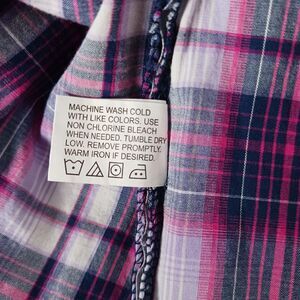 MACHINE WASH COLD
WITH LIKE COLORS. USE
NON CHLORINE BLEACH
WHEN NEEDED. TUMBLE DRY
LOW. REMOVE PROMPTLY.
WARM IRON IF DESIRED.